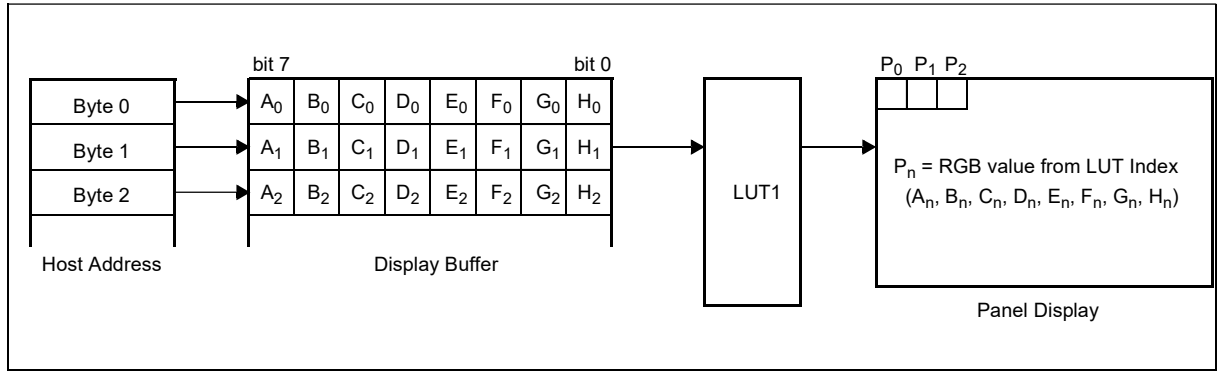 bit 7 bit 0 P₀ P₁ P₂
Byte 0 A₀ B₀ C₀ D₀ E₀ F₀ G₀ H₀
Byte 1 A₁ B₁ C₁ D₁ E₁ F₁ G₁ H₁
Byte 2 A₂ B₂ C₂ D₂ E₂ F₂ G₂ H₂
LUT1
Pₙ = RGB value from LUT Index
(Aₙ, Bₙ, Cₙ, Dₙ, Eₙ, Fₙ, Gₙ, Hₙ)
Host Address
Display Buffer
Panel Display